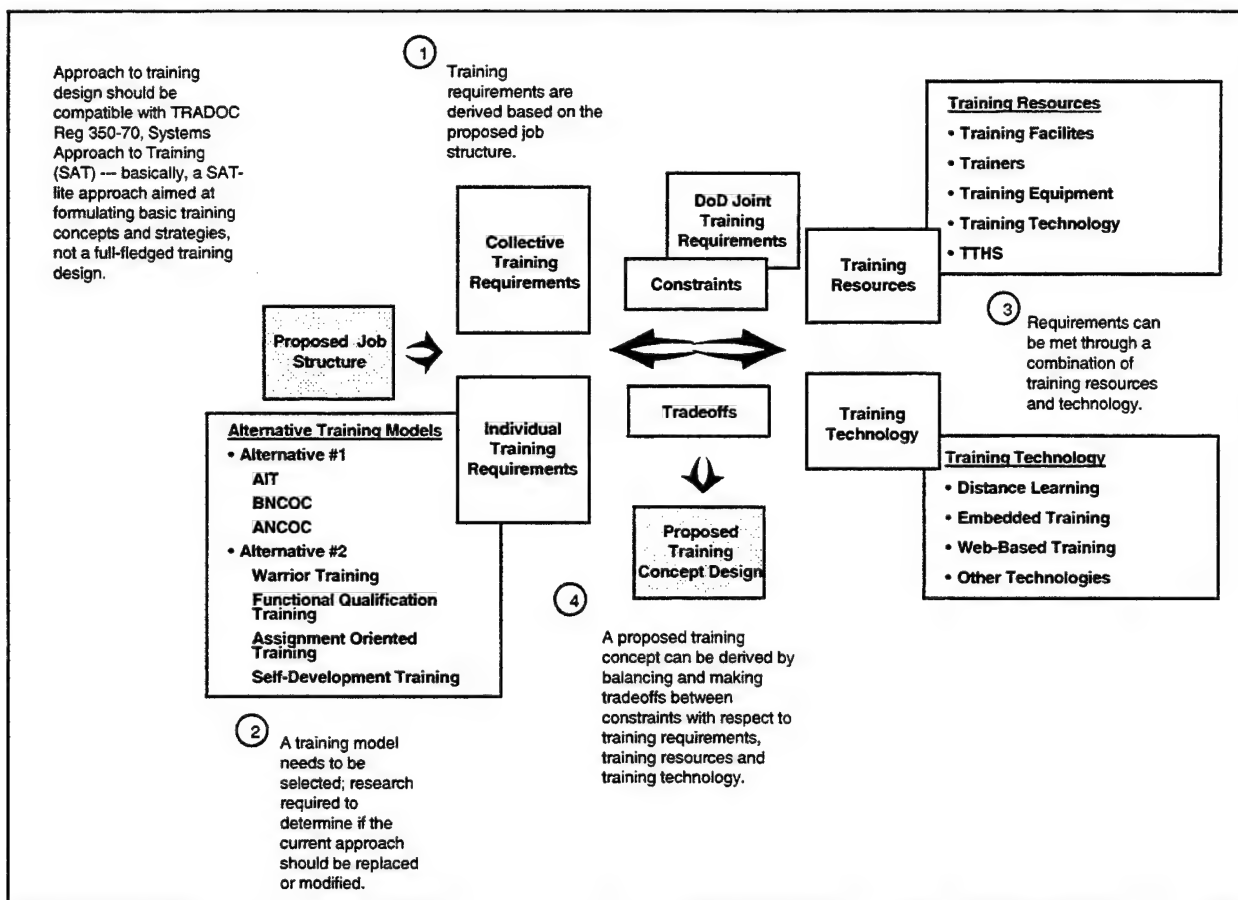 Approach to training
design should be
compatible with TRADOC
Reg 350-70, Systems
Approach to Training
(SAT) --- basically, a SAT-
lite approach aimed at
formulating basic training
concepts and strategies,
not a full-fledged training
design.
1
Training
requirements are
derived based on the
proposed job
structure.
Collective
Training
Requirements
DoD Joint
Training
Requirements
Constraints
Training
Resources
Training Resources
• Training Facilites
• Trainers
• Training Equipment
• Training Technology
• TTHS
3
Requirements can
be met through a
combination of
training resources
and technology.
Proposed Job
Structure
Individual
Training
Requirements
Tradeoffs
Training
Technology
Alternative Training Models
• Alternative #1
AIT
BNCOC
ANCOC
• Alternative #2
Warrior Training
Functional Qualification
Training
Assignment Oriented
Training
Self-Development Training
Training Technology
• Distance Learning
• Embedded Training
• Web-Based Training
• Other Technologies
Proposed
Training
Concept Design
4
A proposed training
concept can be derived by
balancing and making
tradeoffs between
constraints with respect to
training requirements,
training resources and
training technology.
2
A training model
needs to be
selected; research
required to
determine if the
current approach
should be replaced
or modified.